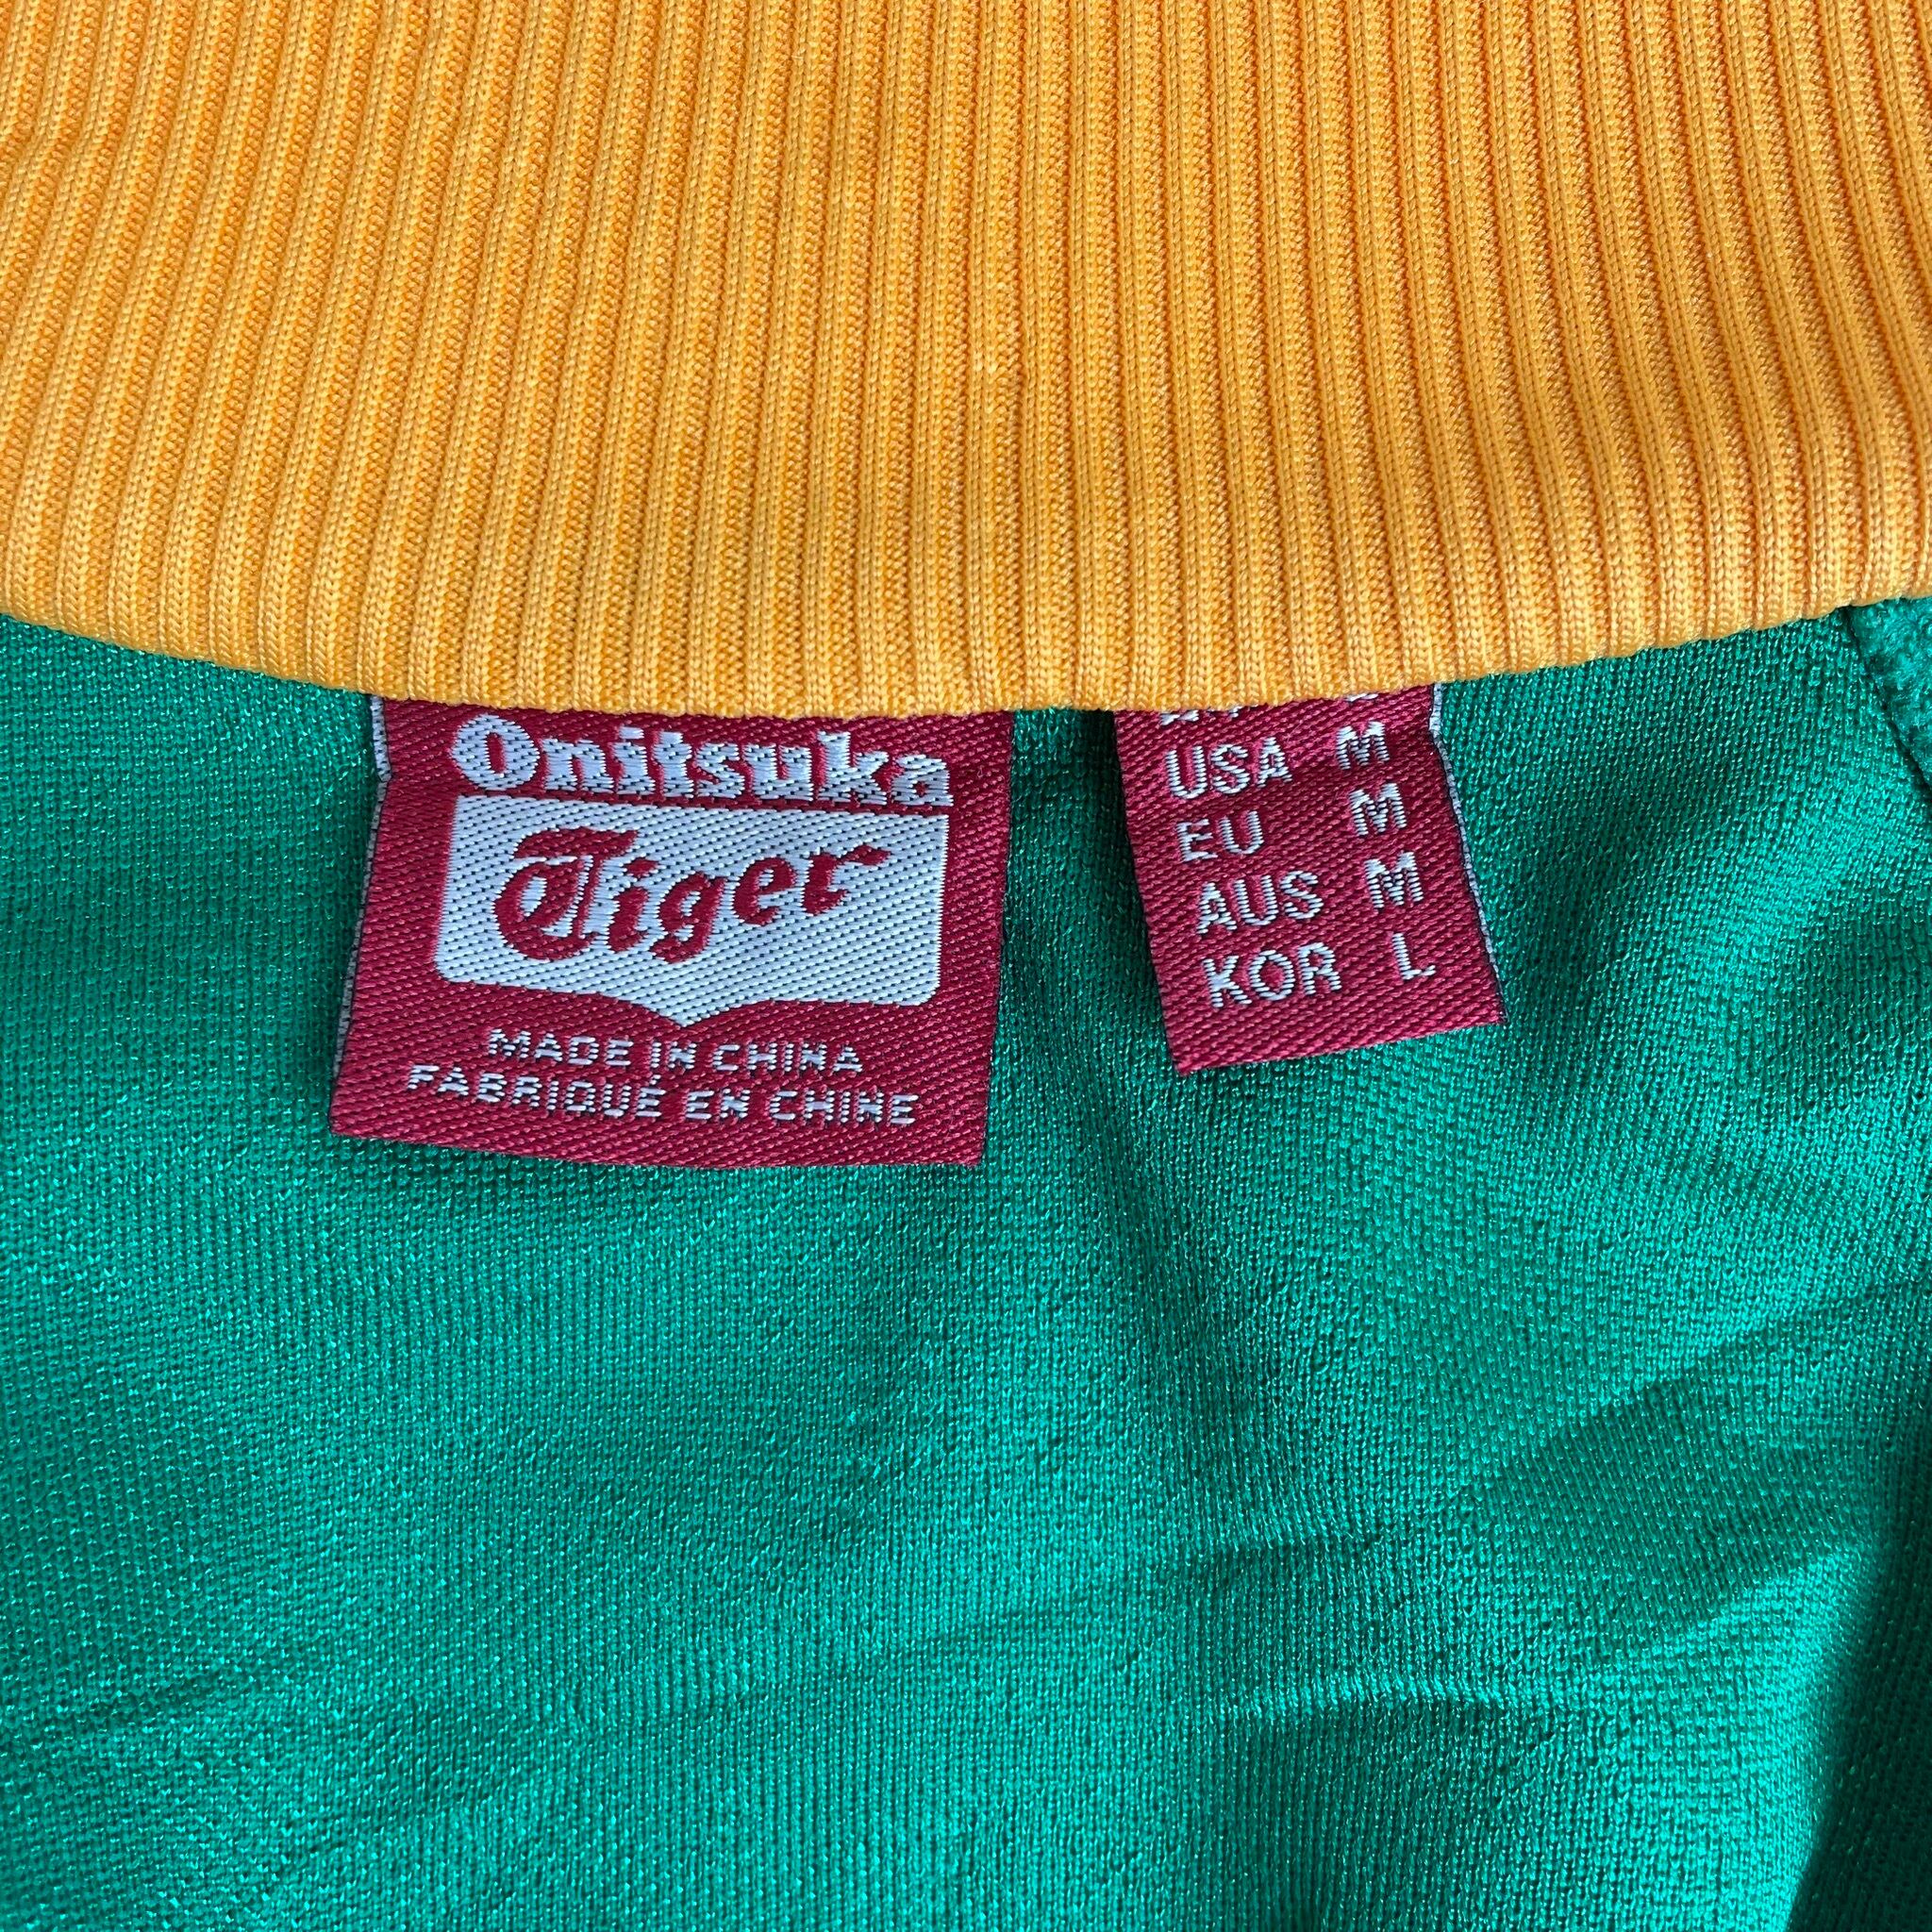 Onitsuka
Tiger
MADE IN CHINA
FABRIQUÉ EN CHINE
USA M
EU M
AUS M
KOR L